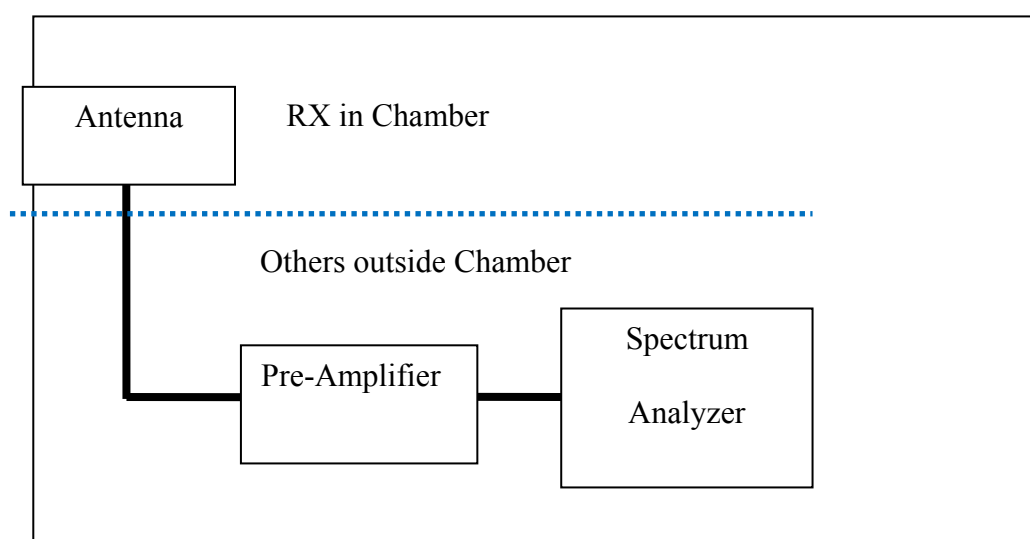 Antenna
RX in Chamber
Others outside Chamber
Spectrum
Analyzer
Pre-Amplifier